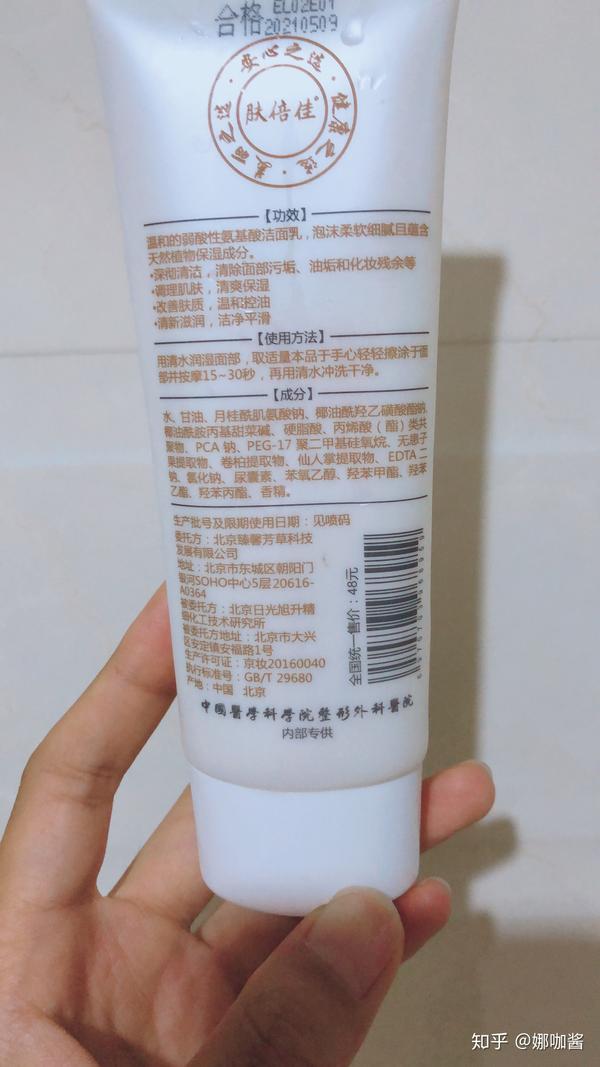 EL02E01
合格 20210509
·安心之选·健康之选·美丽之选
肤倍佳
【功效】
温和的弱酸性氨基酸洁面乳，泡沫柔软细腻且蕴含
天然植物保湿成分。
•深彻清洁，清除面部污垢、油垢和化妆残余等
•调理肌肤，清爽保湿
•改善肤质，温和控油
•清新滋润，洁净平滑
【使用方法】
用清水润湿面部，取适量本品于手心轻轻擦涂于面
部并按摩15~30秒，再用清水冲洗干净。
【成分】
水、甘油、月桂酰肌氨酸钠、椰油酰羟乙磺酸酯钠、
椰油酰胺丙基甜菜碱、硬脂酸、丙烯酸（酯）类共
聚物、PCA 钠、PEG-17 聚二甲基硅氧烷、无患子
果提取物、卷柏提取物、仙人掌提取物、EDTA 二
钠、氯化钠、尿囊素、苯氧乙醇、羟苯甲酯、羟苯
乙酯、羟苯丙酯、香精。
生产批号及限期使用日期：见喷码
委托方：北京臻馨芳草科技
发展有限公司
地址：北京市东城区朝阳门
银河SOHO中心5层20616-
A0364
被委托方：北京日光旭升精
细化工技术研究所
被委托方地址：北京市大兴
区安定镇安福路1号
生产许可证：京妆20160040
执行标准号：GB/T 29680
产地：中国 北京
全国统一售价：48元
中國醫學科學院整形外科醫院
内部专供
知乎 @娜咖酱